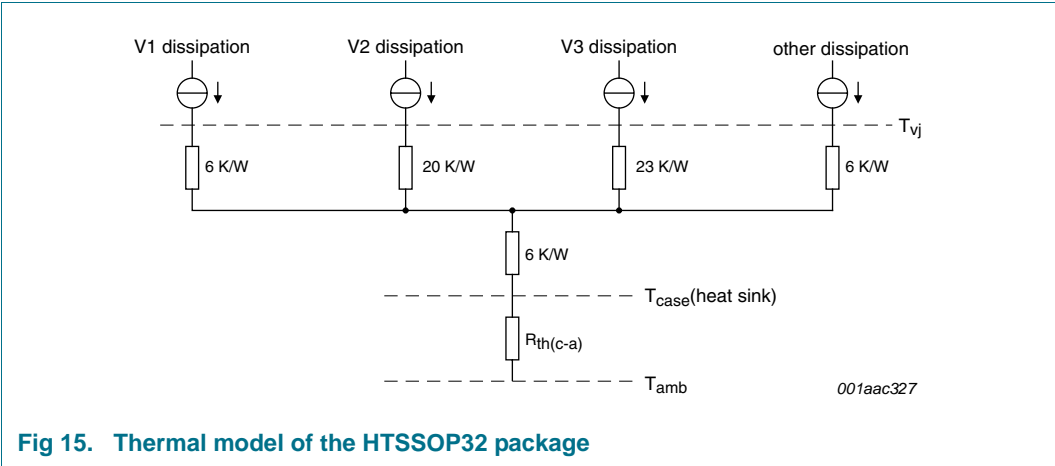 V1 dissipation V2 dissipation V3 dissipation other dissipation
Tvj
6 K/W 20 K/W 23 K/W 6 K/W
6 K/W
Tcase(heat sink)
Rth(c-a)
Tamb 001aac327
Fig 15. Thermal model of the HTSSOP32 package